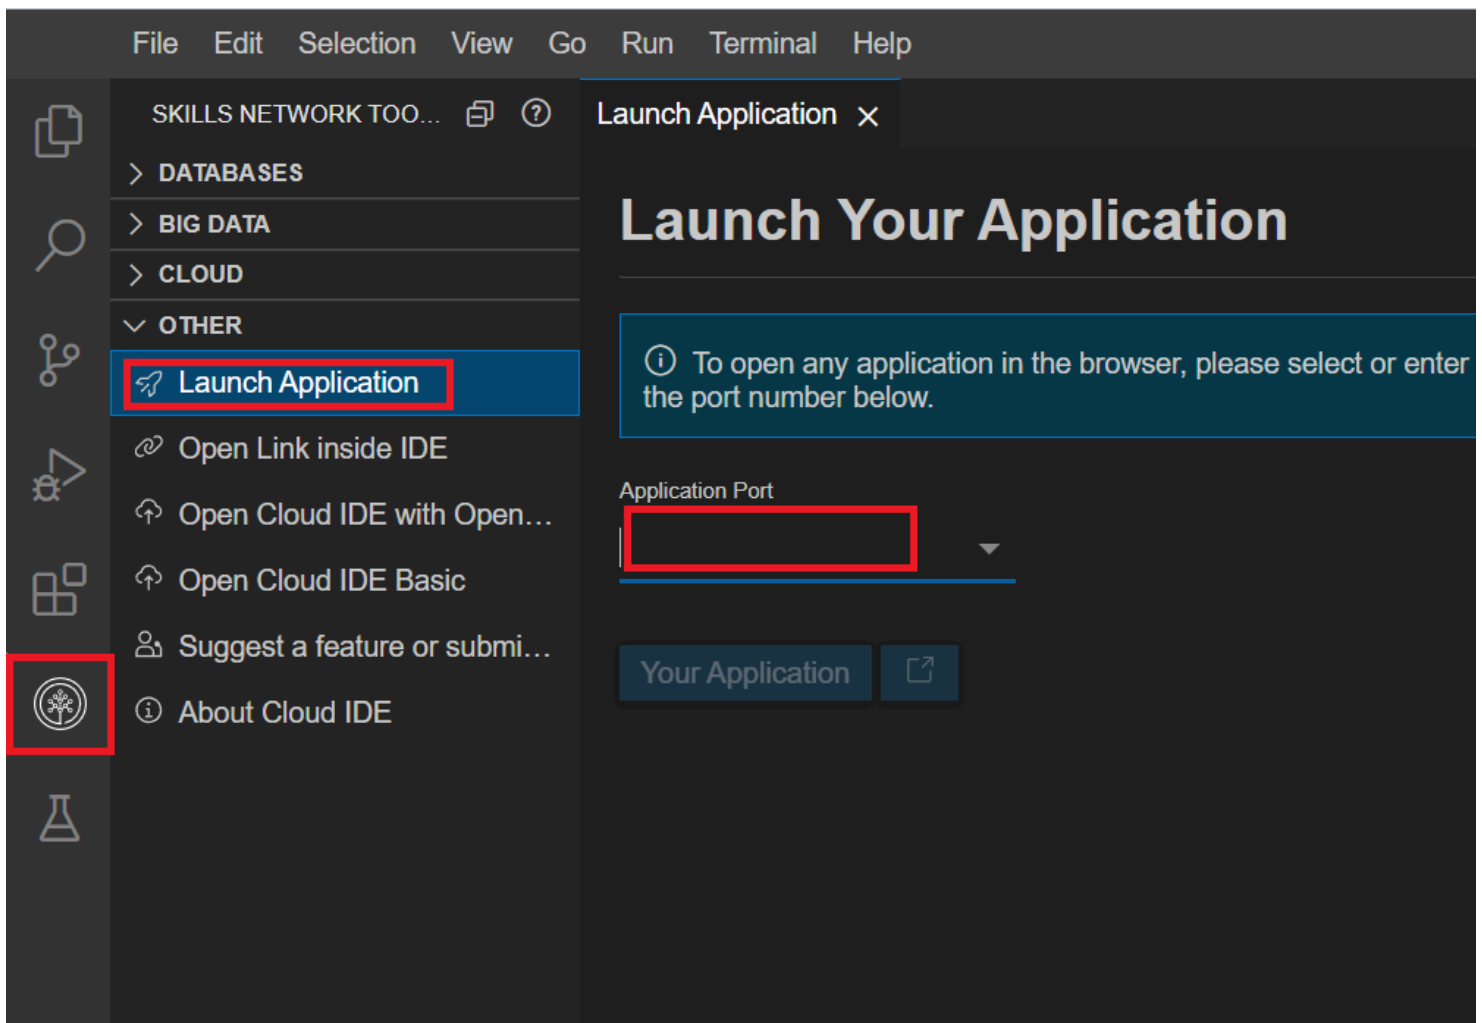 File Edit Selection View Go Run Terminal Help
SKILLS NETWORK TOO...
Launch Application
DATABASES
BIG DATA
CLOUD
OTHER
Launch Application
Open Link inside IDE
Open Cloud IDE with Open...
Open Cloud IDE Basic
Suggest a feature or submi...
About Cloud IDE
Launch Your Application
To open any application in the browser, please select or enter
the port number below.
Application Port
Your Application